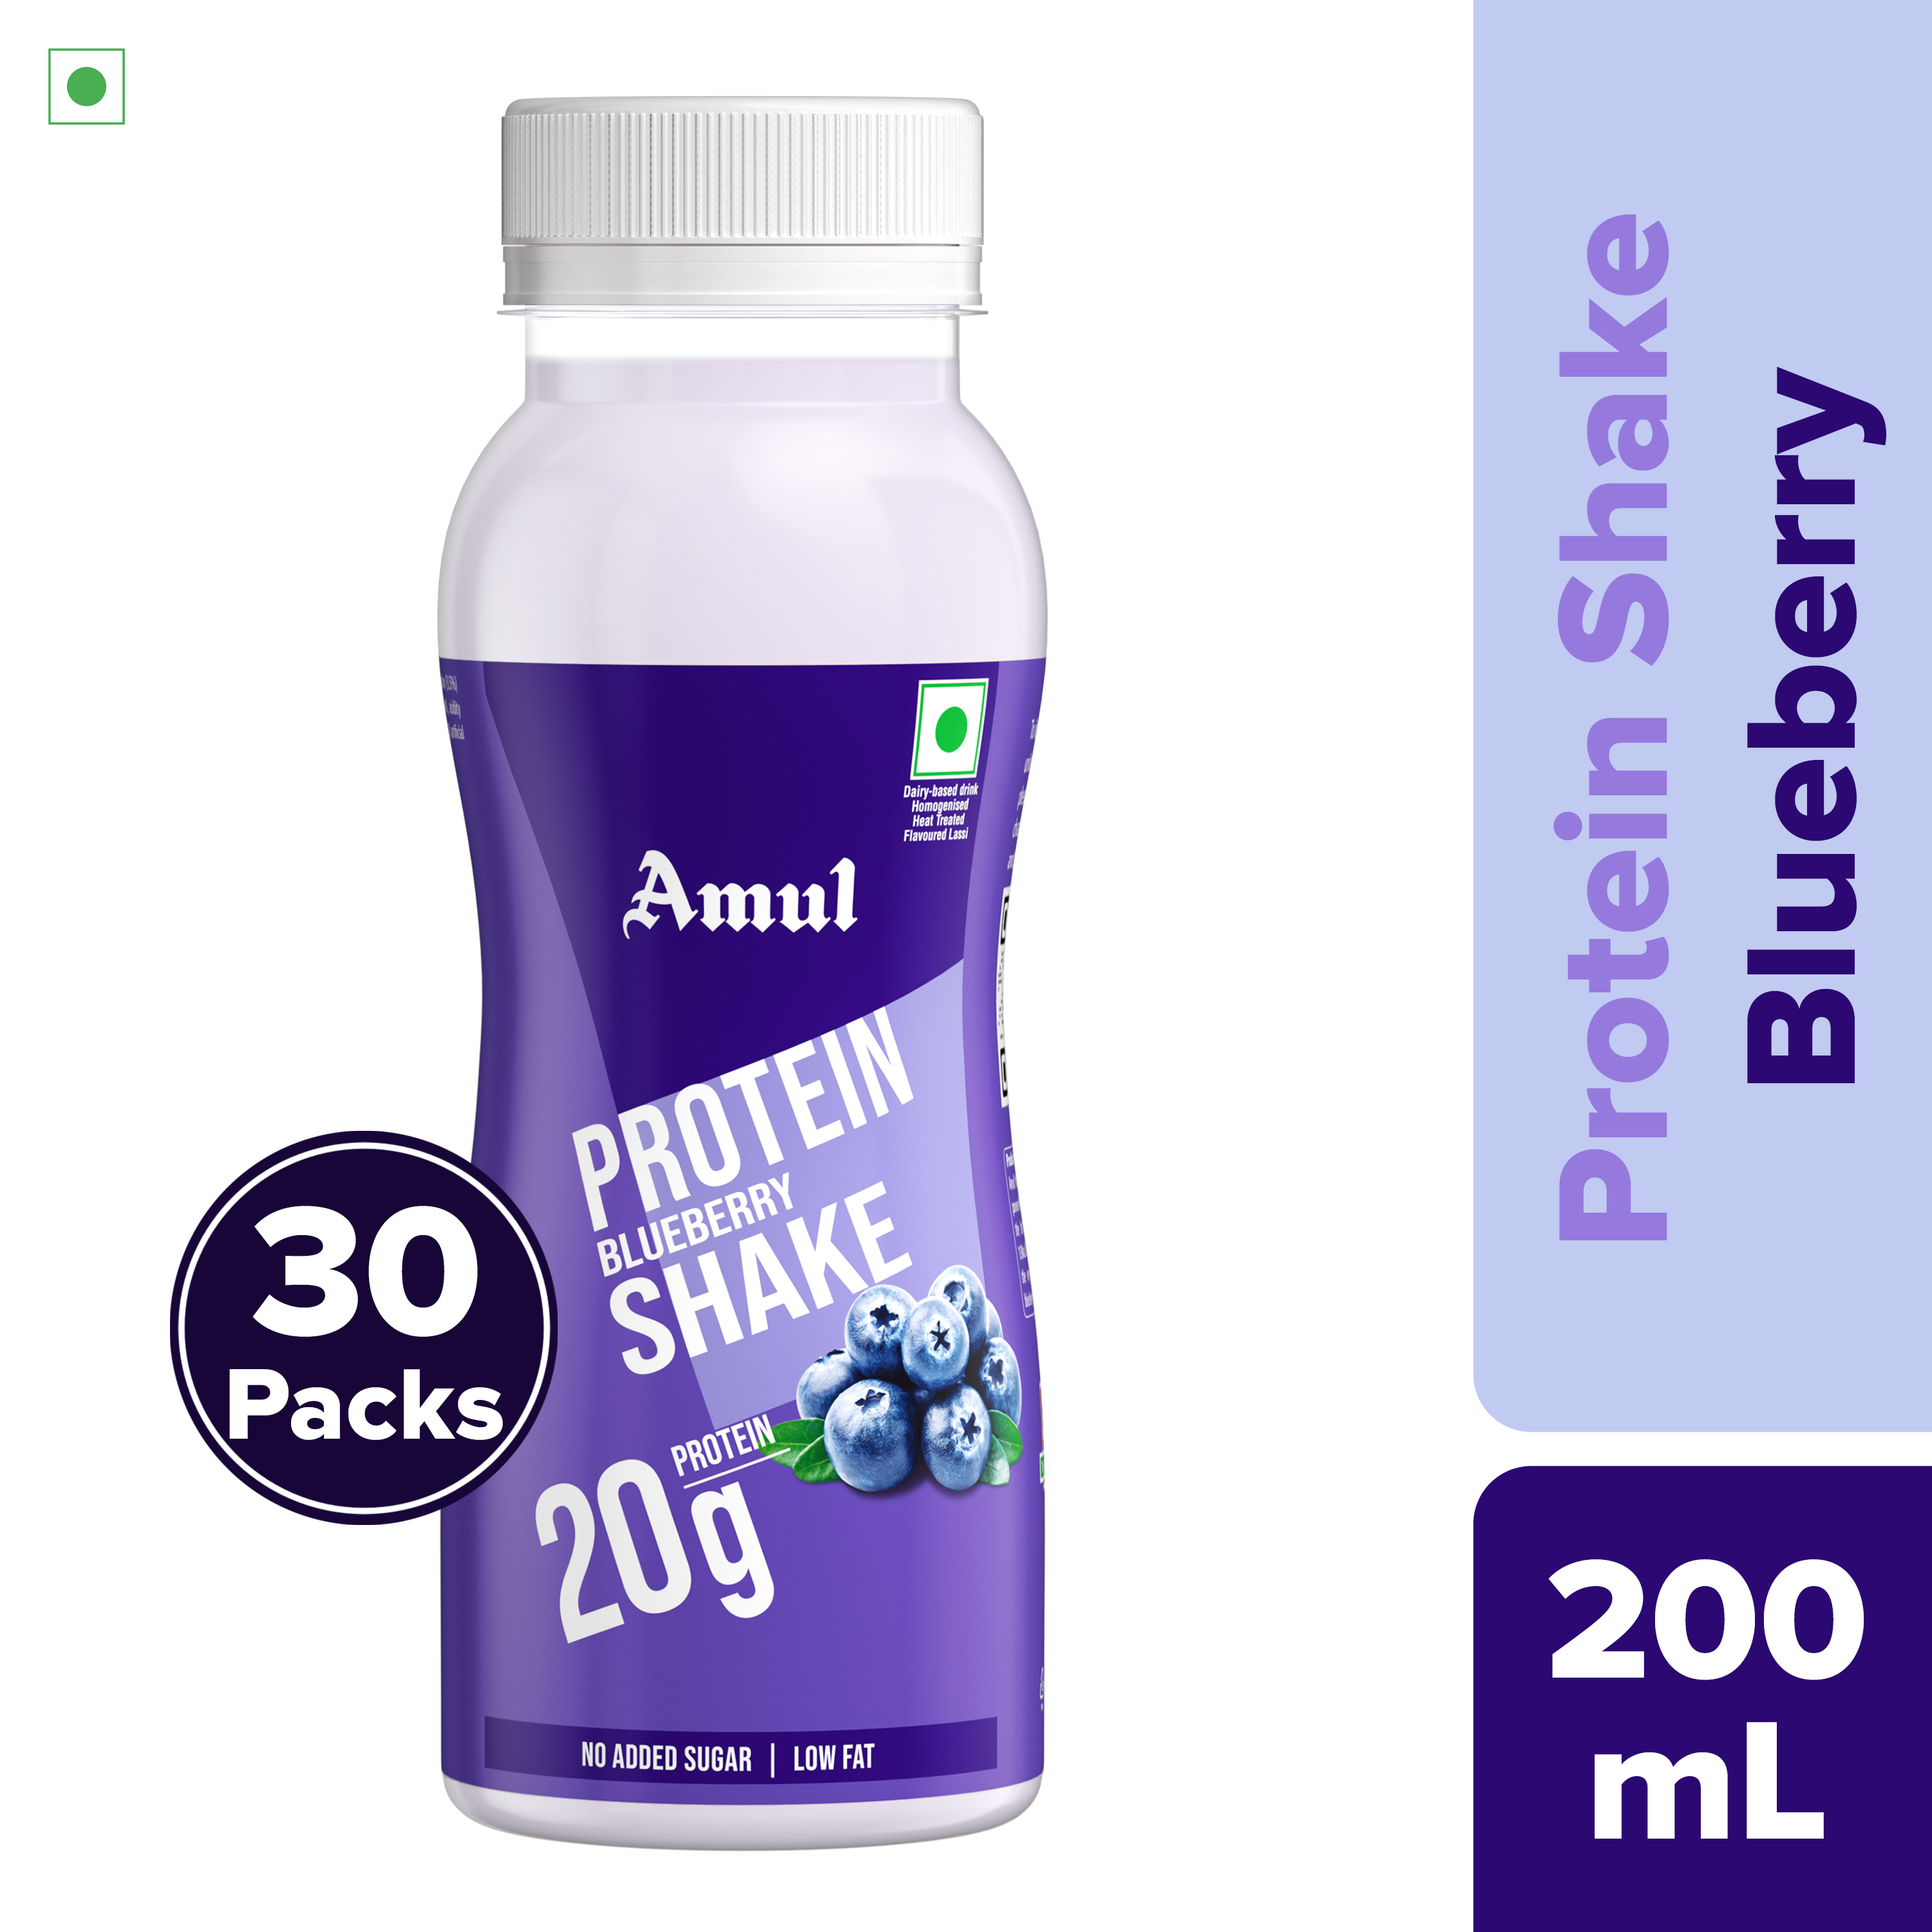 Dairy-based drink
Homogenised
Heat Treated
Flavoured Lassi
Amul
PROTEIN
BLUEBERRY
SHAKE
PROTEIN
20g
NO ADDED SUGAR | LOW FAT
30
Packs
Protein Shake
Blueberry
200
mL